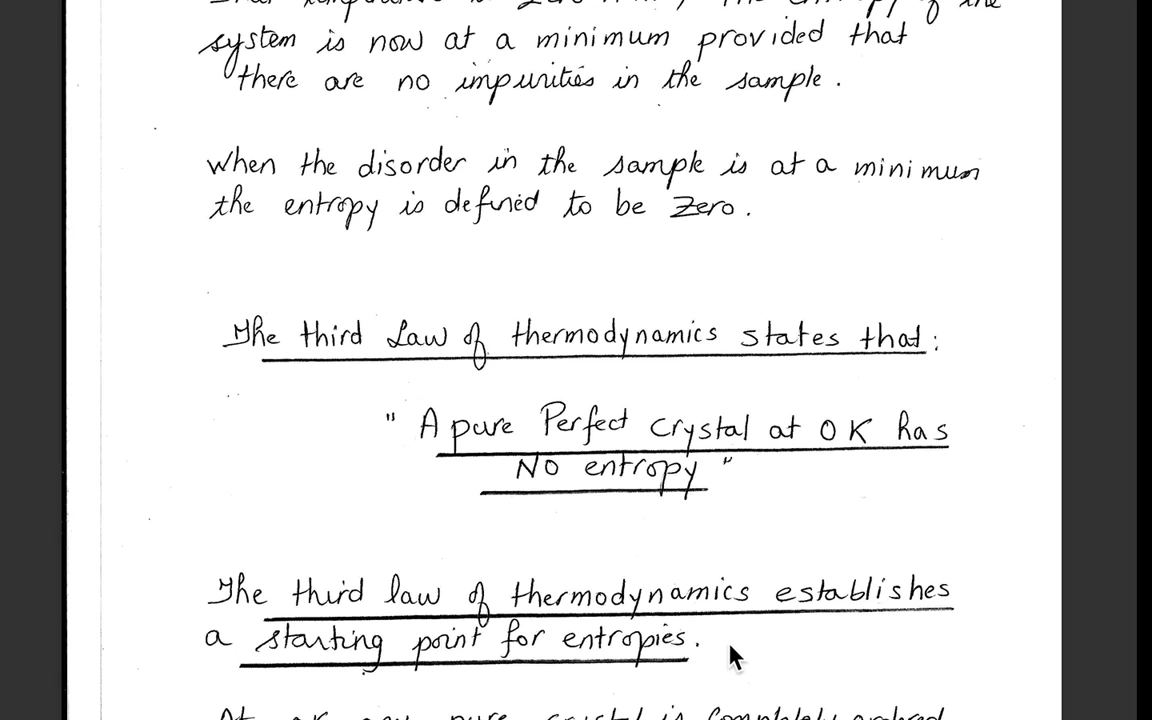 system is now at a minimum provided that
there are no impurities in the sample.
When the disorder in the sample is at a minimum
the entropy is defined to be Zero.
The third Law of thermodynamics states that:
" A pure Perfect crystal at 0 K has
No entropy "
The third law of thermodynamics establishes
a starting point for entropies.